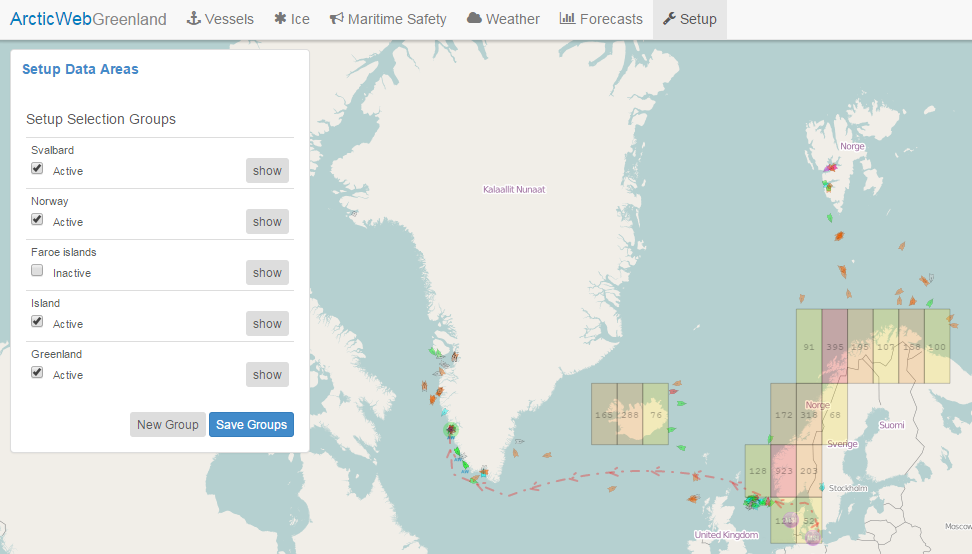 ArcticWebGreenland Vessels Ice Maritime Safety Weather Forecasts Setup
Setup Data Areas
Setup Selection Groups
Svalbard
Active show
Norway
Active show
Faroe islands
Inactive show
Island
Active show
Greenland
Active show
New Group Save Groups
Norge
Kalaallit Nunaat
91 395 195 107 158 100
165 288 76
172 316 68
Norge
Suomi
Sverige
128 923 203
Stockholm
United Kingdom
Moscow